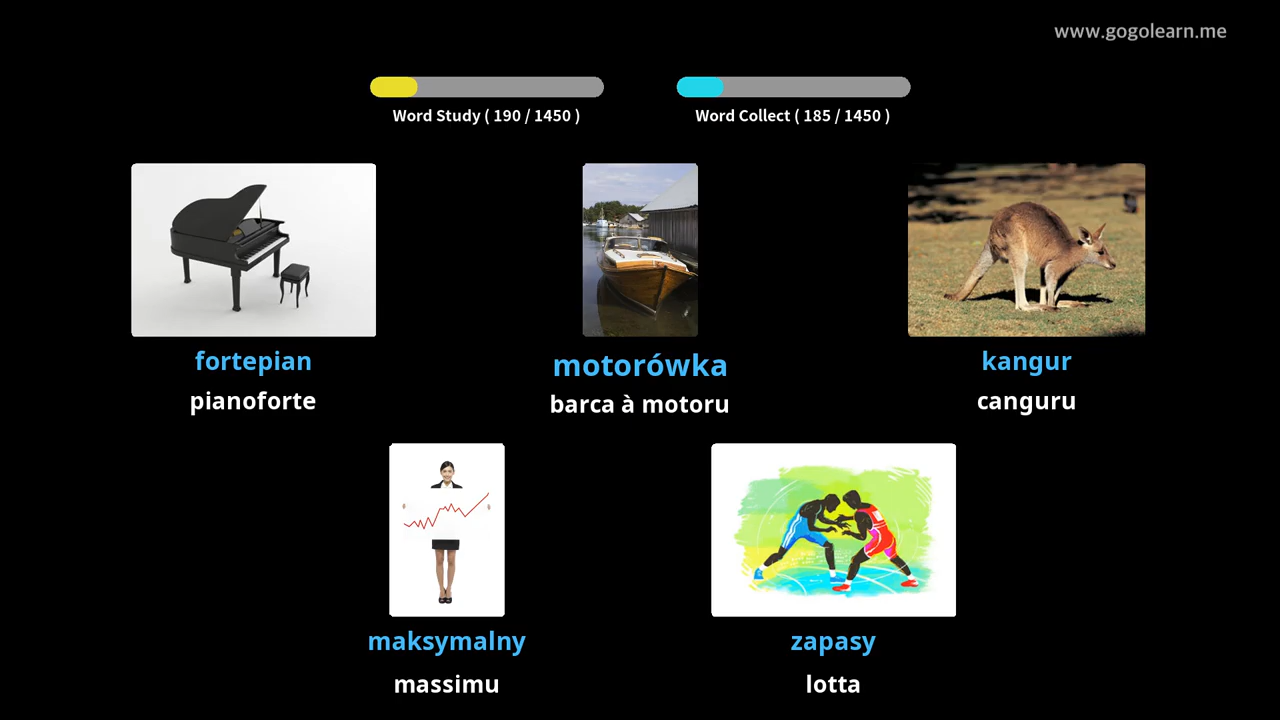 www.gogolearn.me
Word Study ( 190 / 1450 )
Word Collect ( 185 / 1450 )
fortepian
pianoforte
motorówka
barca à motoru
kangur
canguru
maksymalny
massimu
zapasy
lotta